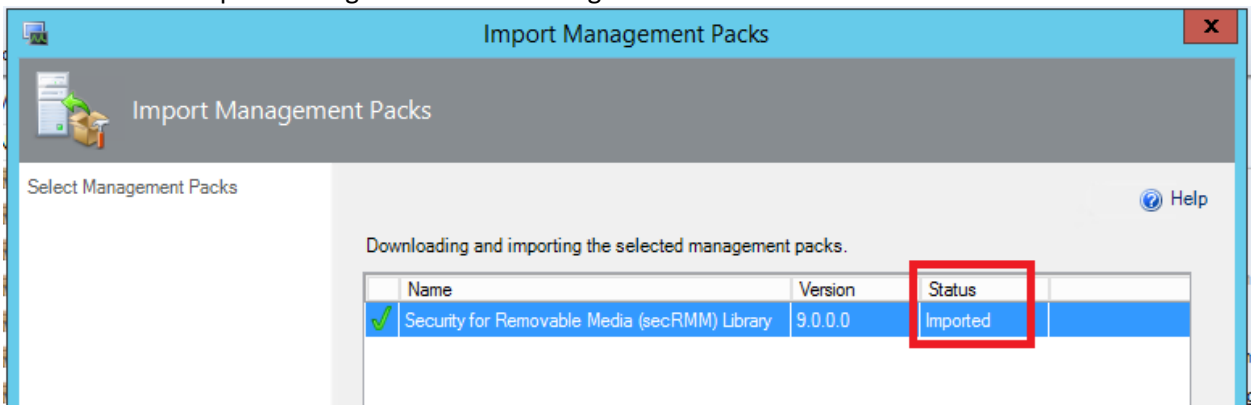 Import Management Packs
x
Import Management Packs
Select Management Packs
Help
Downloading and importing the selected management packs.
Name Version Status
Security for Removable Media (secRMM) Library 9.0.0.0 Imported